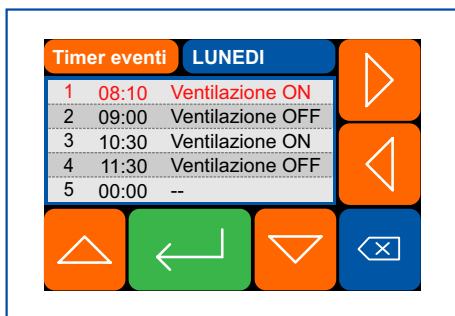 Timer eventi LUNEDI
1 08:10 Ventilazione ON
2 09:00 Ventilazione OFF
3 10:30 Ventilazione ON
4 11:30 Ventilazione OFF
5 00:00 --